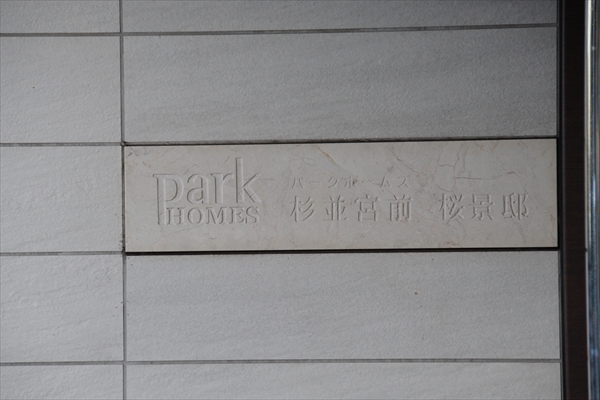 park
HOMES
パークホームズ
杉並宮前 桜景邸